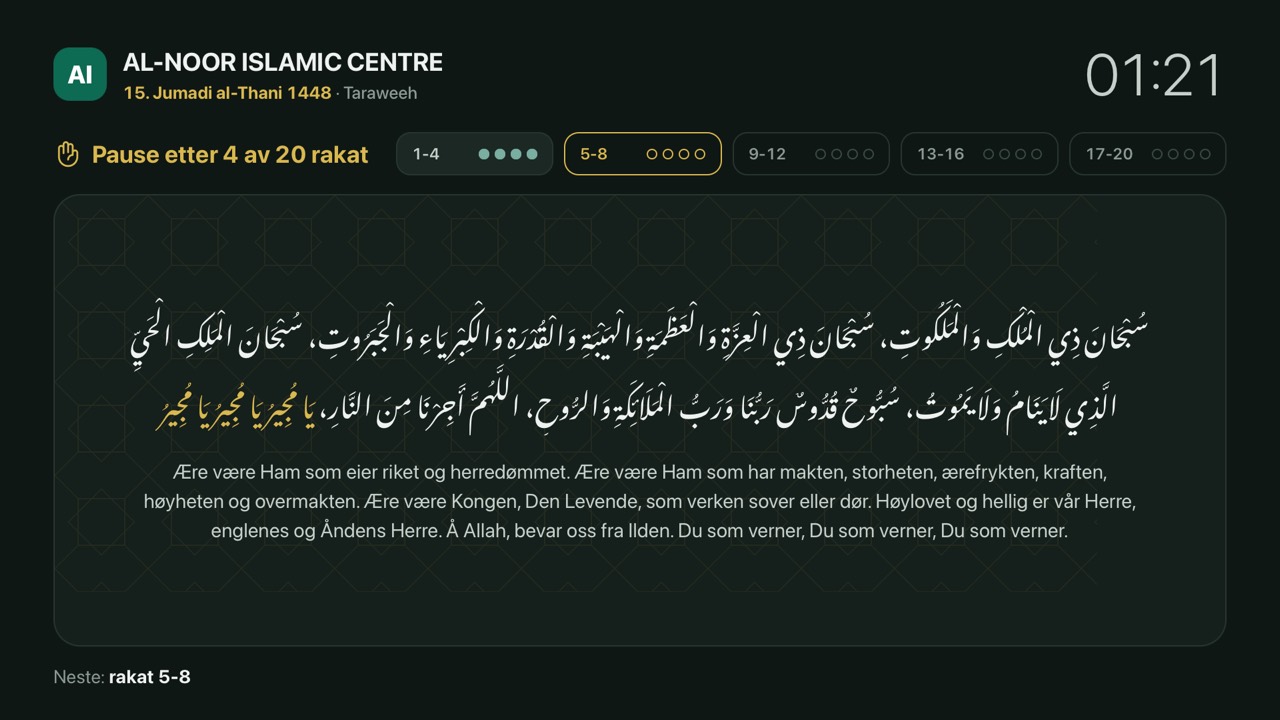 AI
AL-NOOR ISLAMIC CENTRE
15. Jumadi al-Thani 1448 · Taraweeh
01:21
Pause etter 4 av 20 rakat
1-4
5-8
9-12
13-16
17-20
سُبْحَانَ ذِي الْمُلْكِ وَالْمَلَكُوتِ، سُبْحَانَ ذِي الْعِزَّةِ وَالْعَظَمَةِ وَالْهَيْبَةِ وَالْقُدْرَةِ وَالْكِبْرِيَاءِ وَالْجَبَرُوتِ، سُبْحَانَ الْمَلِكِ الْحَيِّ
الَّذِي لَا يَنَامُ وَلَا يَمُوتُ، سُبُّوحٌ قُدُّوسٌ رَبُّنَا وَرَبُّ الْمَلَائِكَةِ وَالرُّوحِ، اللَّهُمَّ أَجِرْنَا مِنَ النَّارِ، يَا مُجِيرُ يَا مُجِيرُ يَا مُجِيرُ
Ære være Ham som eier riket og herredømmet. Ære være Ham som har makten, storheten, ærefrykten, kraften,
høyheten og overmakten. Ære være Kongen, Den Levende, som verken sover eller dør. Høylovet og hellig er vår Herre,
englenes og Åndens Herre. Å Allah, bevar oss fra Ilden. Du som verner, Du som verner, Du som verner.
Neste: rakat 5-8